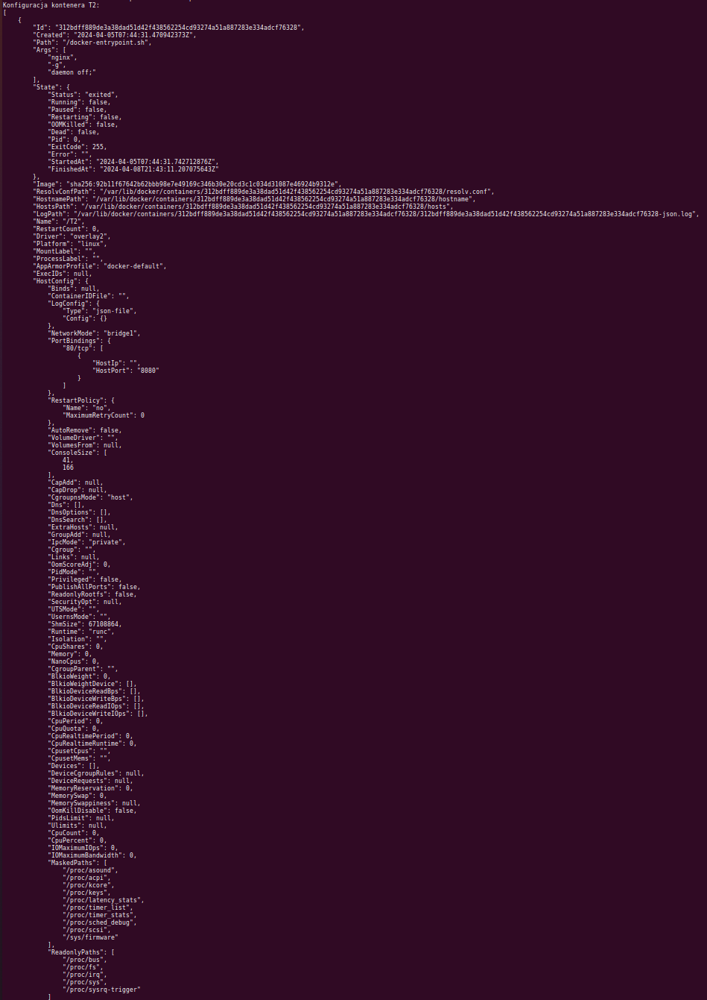 Konfiguracja kontenera T2:
[
    {
        "Id": "312bdff889de3a38dad51d42f438562254cd93274a51a887283e334adcf76328",
        "Created": "2024-04-05T07:44:31.470942373Z",
        "Path": "/docker-entrypoint.sh",
        "Args": [
            "nginx",
            "-g",
            "daemon off;"
        ],
        "State": {
            "Status": "exited",
            "Running": false,
            "Paused": false,
            "Restarting": false,
            "OOMKilled": false,
            "Dead": false,
            "Pid": 0,
            "ExitCode": 255,
            "Error": "",
            "StartedAt": "2024-04-05T07:44:31.742712876Z",
            "FinishedAt": "2024-04-08T21:43:11.207075643Z"
        },
        "Image": "sha256:92b11f67642b62bbb98e7e49169c346b30e20cd3c1c034d31087e46924b9312e",
        "ResolvConfPath": "/var/lib/docker/containers/312bdff889de3a38dad51d42f438562254cd93274a51a887283e334adcf76328/resolv.conf",
        "HostnamePath": "/var/lib/docker/containers/312bdff889de3a38dad51d42f438562254cd93274a51a887283e334adcf76328/hostname",
        "HostsPath": "/var/lib/docker/containers/312bdff889de3a38dad51d42f438562254cd93274a51a887283e334adcf76328/hosts",
        "LogPath": "/var/lib/docker/containers/312bdff889de3a38dad51d42f438562254cd93274a51a887283e334adcf76328/312bdff889de3a38dad51d42f438562254cd93274a51a887283e334adcf76328-json.log",
        "Name": "/T2",
        "RestartCount": 0,
        "Driver": "overlay2",
        "Platform": "linux",
        "MountLabel": "",
        "ProcessLabel": "",
        "AppArmorProfile": "docker-default",
        "ExecIDs": null,
        "HostConfig": {
            "Binds": null,
            "ContainerIDFile": "",
            "LogConfig": {
                "Type": "json-file",
                "Config": {}
            },
            "NetworkMode": "bridge1",
            "PortBindings": {
                "80/tcp": [
                    {
                        "HostIp": "",
                        "HostPort": "8080"
                    }
                ]
            },
            "RestartPolicy": {
                "Name": "no",
                "MaximumRetryCount": 0
            },
            "AutoRemove": false,
            "VolumeDriver": "",
            "VolumesFrom": null,
            "ConsoleSize": [
                41,
                166
            ],
            "CapAdd": null,
            "CapDrop": null,
            "CgroupnsMode": "host",
            "Dns": [],
            "DnsOptions": [],
            "DnsSearch": [],
            "ExtraHosts": null,
            "GroupAdd": null,
            "IpcMode": "private",
            "Cgroup": "",
            "Links": null,
            "OomScoreAdj": 0,
            "PidMode": "",
            "Privileged": false,
            "PublishAllPorts": false,
            "ReadonlyRootfs": false,
            "SecurityOpt": null,
            "UTSMode": "",
            "UsernsMode": "",
            "ShmSize": 67108864,
            "Runtime": "runc",
            "Isolation": "",
            "CpuShares": 0,
            "Memory": 0,
            "NanoCpus": 0,
            "CgroupParent": "",
            "BlkioWeight": 0,
            "BlkioWeightDevice": [],
            "BlkioDeviceReadBps": [],
            "BlkioDeviceWriteBps": [],
            "BlkioDeviceReadIOps": [],
            "BlkioDeviceWriteIOps": [],
            "CpuPeriod": 0,
            "CpuQuota": 0,
            "CpuRealtimePeriod": 0,
            "CpuRealtimeRuntime": 0,
            "CpusetCpus": "",
            "CpusetMems": "",
            "Devices": [],
            "DeviceCgroupRules": null,
            "DeviceRequests": null,
            "MemoryReservation": 0,
            "MemorySwap": 0,
            "MemorySwappiness": null,
            "OomKillDisable": false,
            "PidsLimit": null,
            "Ulimits": null,
            "CpuCount": 0,
            "CpuPercent": 0,
            "IOMaximumIOps": 0,
            "IOMaximumBandwidth": 0,
            "MaskedPaths": [
                "/proc/asound",
                "/proc/acpi",
                "/proc/kcore",
                "/proc/keys",
                "/proc/latency_stats",
                "/proc/timer_list",
                "/proc/timer_stats",
                "/proc/sched_debug",
                "/proc/scsi",
                "/sys/firmware"
            ],
            "ReadonlyPaths": [
                "/proc/bus",
                "/proc/fs",
                "/proc/irq",
                "/proc/sys",
                "/proc/sysrq-trigger"
            ]